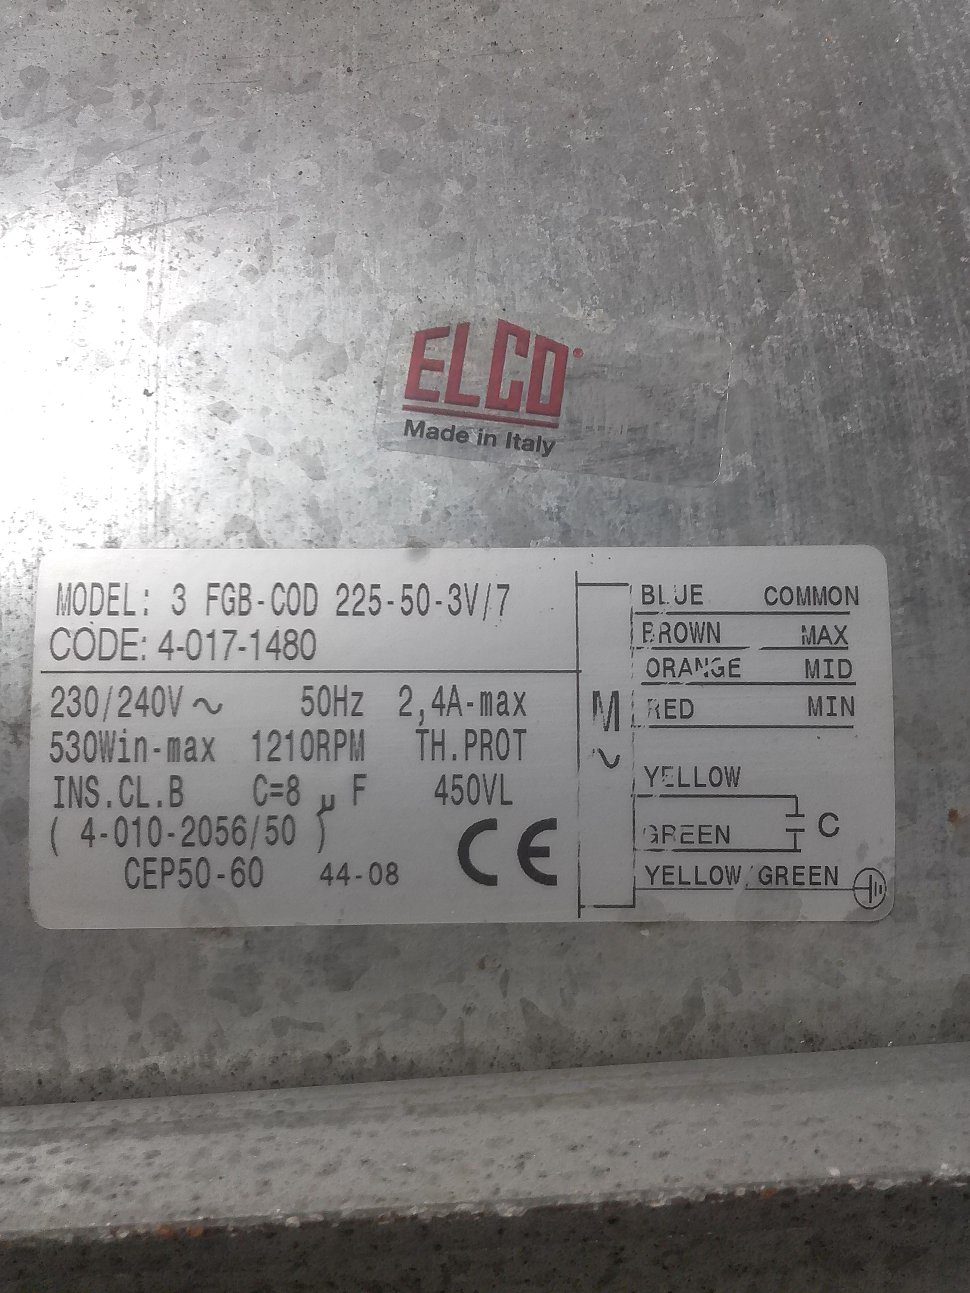 ELCO
Made in Italy
MODEL: 3 FGB-COD 225-50-3V/7
CODE: 4-017-1480
230/240V ~ 50Hz 2,4A-max
530Win-max 1210RPM TH.PROT
INS.CL.B C=8 μ F 450VL
( 4-010-2056/50 )
CEP50-60 44-08 CE
M
~
BLUE COMMON
BROWN MAX
ORANGE MID
RED MIN
YELLOW
GREEN C
YELLOW/GREEN